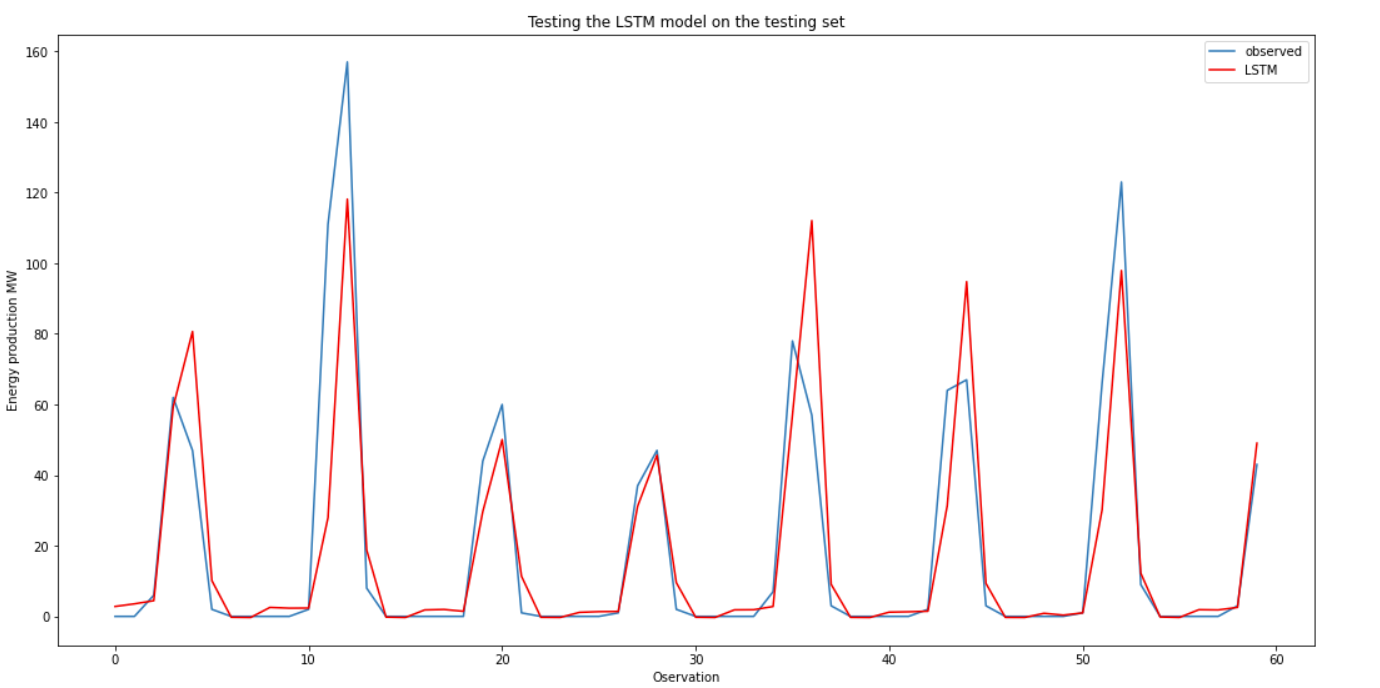 Testing the LSTM model on the testing set
observed
LSTM
Energy production MW
160
140
120
100
80
60
40
20
0
0 10 20 30 40 50 60
Oservation